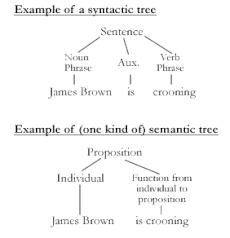 Example of a syntactic tree
Sentence
Noun Aux. Verb
Phrase Phrase
James Brown is crooning
Example of (one kind of) semantic tree
Proposition
Individual Function from
individual to
proposition
James Brown is crooning